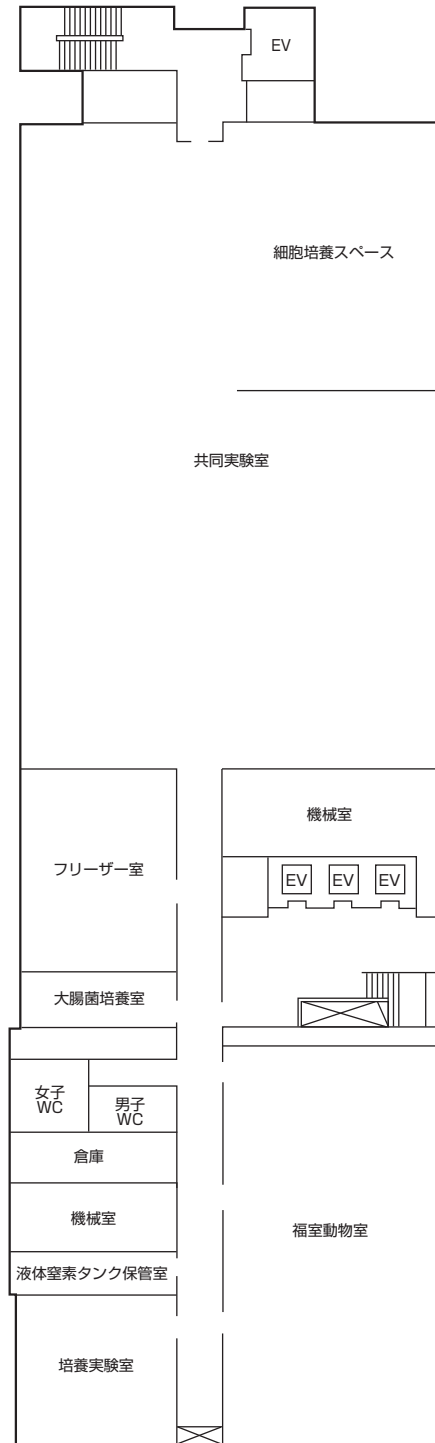 EV
細胞培養スペース
共同実験室
機械室
フリーザー室
EV EV EV
大腸菌培養室
女子
WC
男子
WC
倉庫
機械室
福室動物室
液体窒素タンク保管室
培養実験室